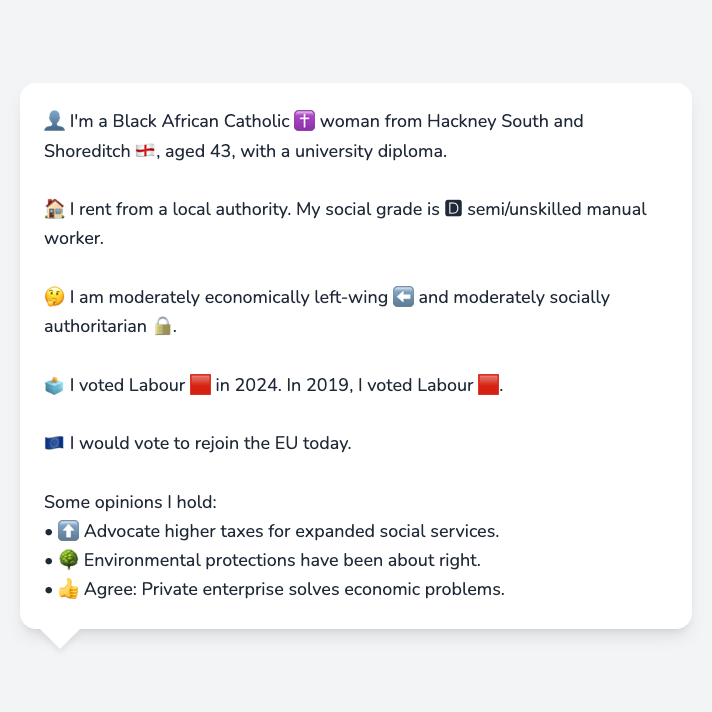 👤 I'm a Black African Catholic ✝️ woman from Hackney South and
Shoreditch 🏴󠁧󠁢󠁥󠁮󠁧󠁿, aged 43, with a university diploma.
🏠 I rent from a local authority. My social grade is 🅳 semi/unskilled manual
worker.
🤔 I am moderately economically left-wing ⬅️ and moderately socially
authoritarian 🔒.
🗳️ I voted Labour 🟥 in 2024. In 2019, I voted Labour 🟥.
🇪🇺 I would vote to rejoin the EU today.
Some opinions I hold:
• ⬆️ Advocate higher taxes for expanded social services.
• 🌳 Environmental protections have been about right.
• 👍 Agree: Private enterprise solves economic problems.